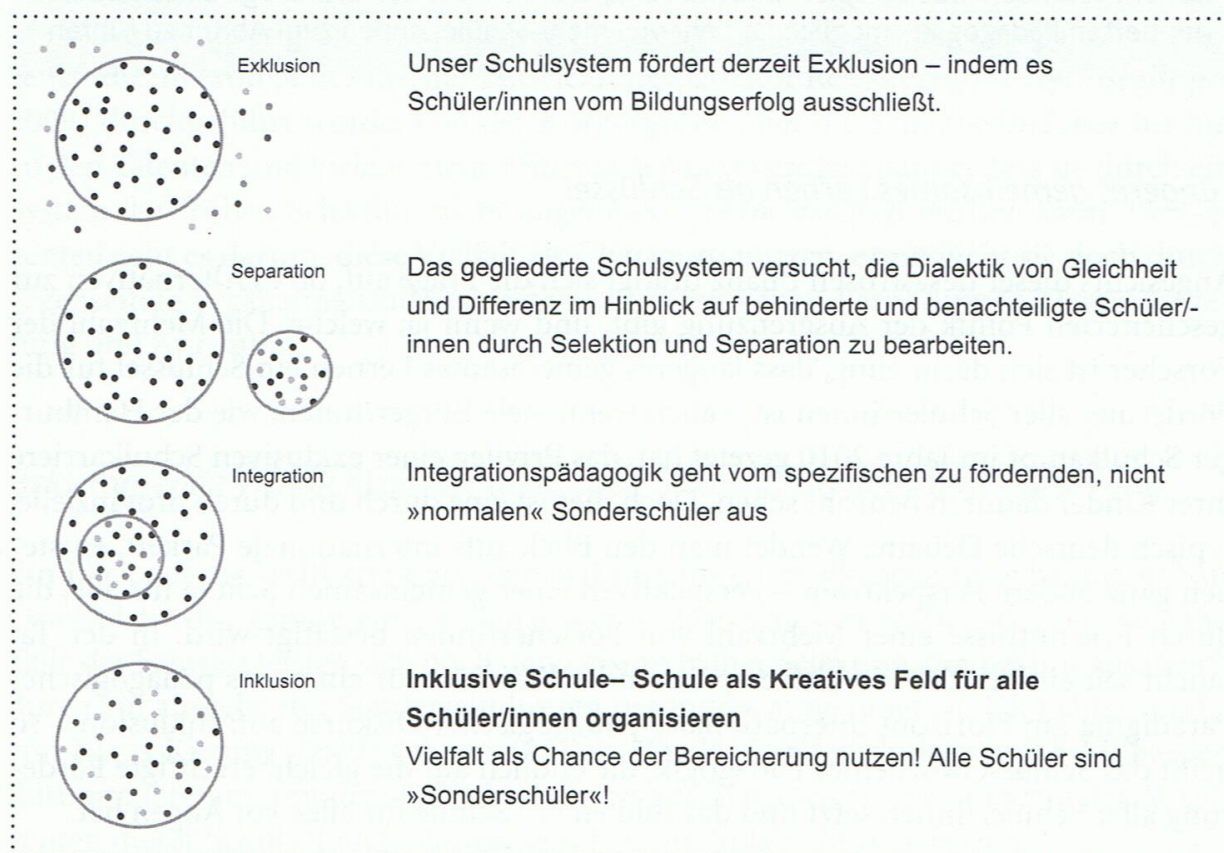 Exklusion
Unser Schulsystem fördert derzeit Exklusion – indem es
Schüler/innen vom Bildungserfolg ausschließt.
Separation
Das gegliederte Schulsystem versucht, die Dialektik von Gleichheit
und Differenz im Hinblick auf behinderte und benachteiligte Schüler/-
innen durch Selektion und Separation zu bearbeiten.
Integration
Integrationspädagogik geht vom spezifischen zu fördernden, nicht
»normalen« Sonderschüler aus
Inklusion
Inklusive Schule– Schule als Kreatives Feld für alle
Schüler/innen organisieren
Vielfalt als Chance der Bereicherung nutzen! Alle Schüler sind
»Sonderschüler«!